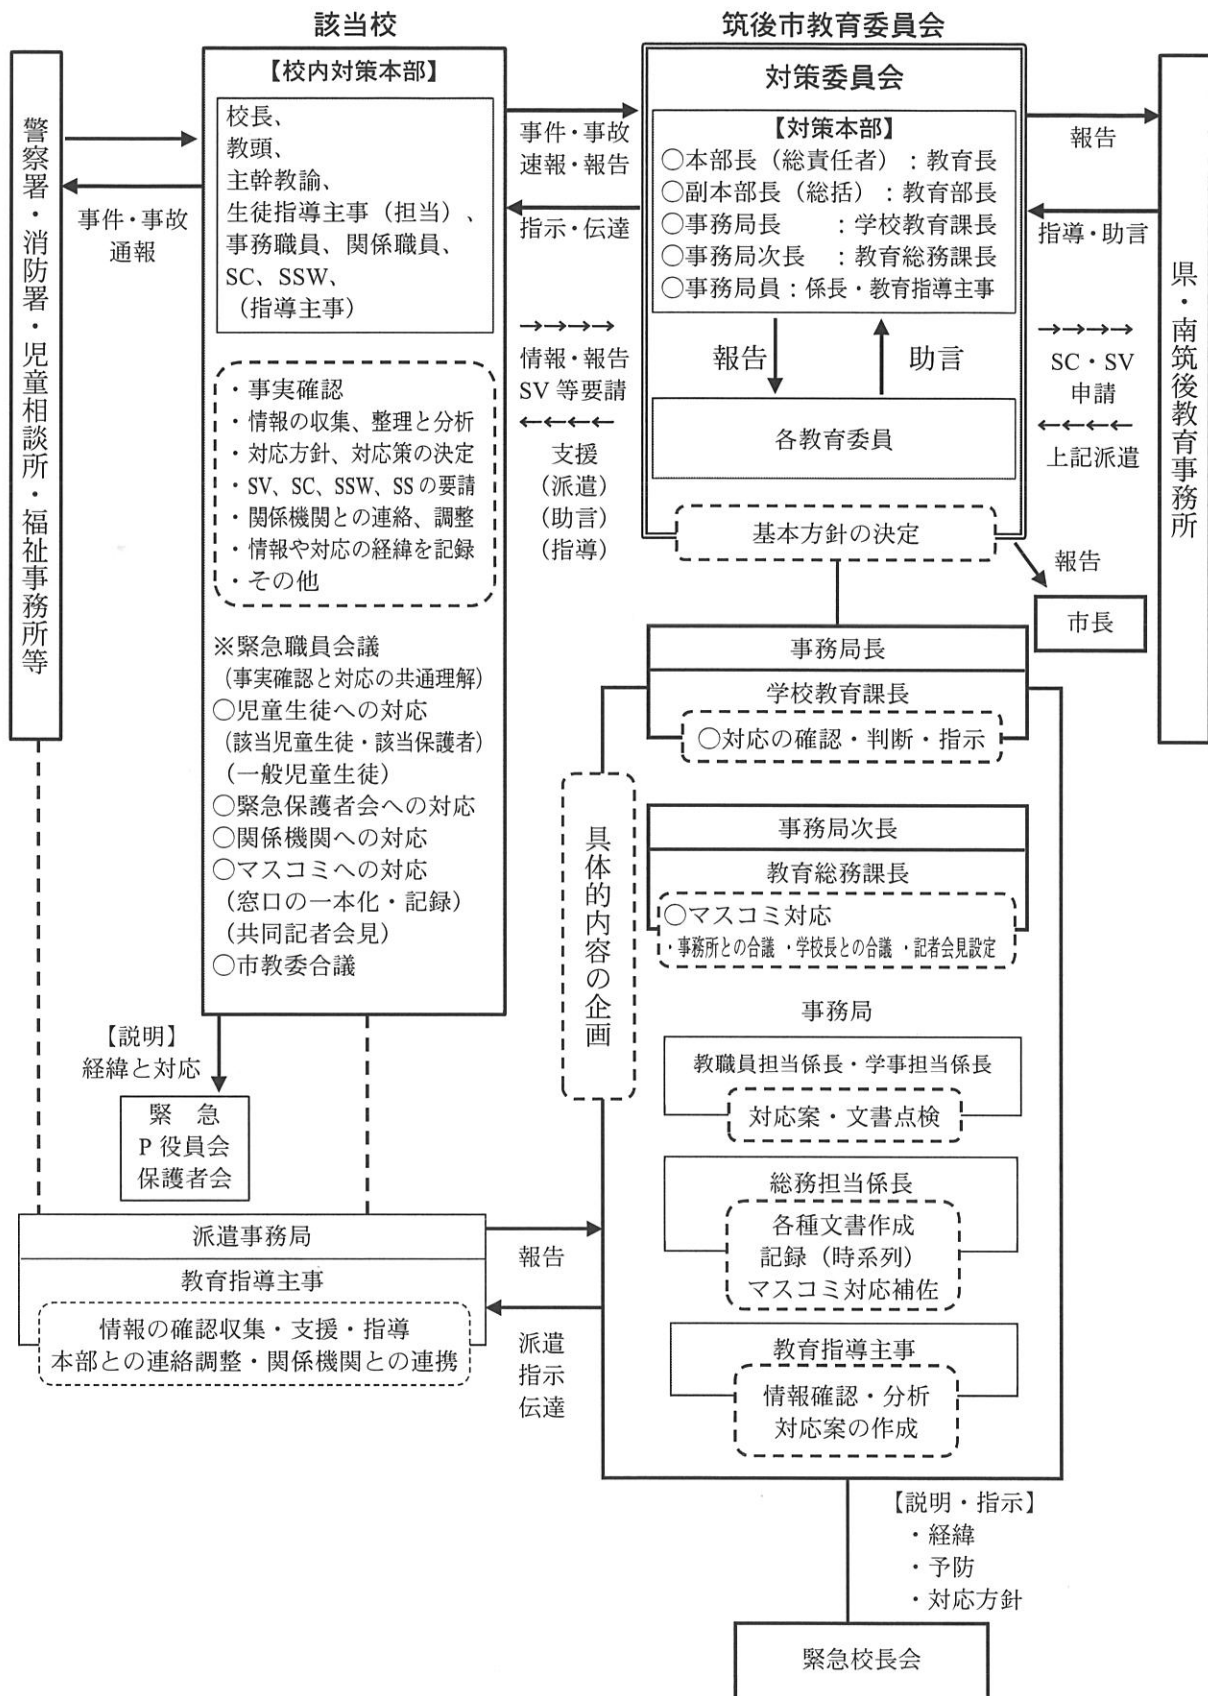 該当校
筑後市教育委員会
警察署・消防署・児童相談所・福祉事務所等
事件・事故
通報
【校内対策本部】
校長、
教頭、
主幹教諭、
生徒指導主事（担当）、
事務職員、関係職員、
SC、SSW、
（指導主事）
・事実確認
・情報の収集、整理と分析
・対応方針、対応策の決定
・SV、SC、SSW、SSの要請
・関係機関との連絡、調整
・情報や対応の経緯を記録
・その他
※緊急職員会議
（事実確認と対応の共通理解）
○児童生徒への対応
（該当児童生徒・該当保護者）
（一般児童生徒）
○緊急保護者会への対応
○関係機関への対応
○マスコミへの対応
（窓口の一本化・記録）
（共同記者会見）
○市教委合議
事件・事故
速報・報告
指示・伝達
→→→→
情報・報告
SV 等要請
←←←←
支援
（派遣）
（助言）
（指導）
対策委員会
【対策本部】
○本部長（総責任者）：教育長
○副本部長（総括）：教育部長
○事務局長　　　：学校教育課長
○事務局次長　：教育総務課長
○事務局員：係長・教育指導主事
報告
助言
各教育委員
基本方針の決定
報告
指導・助言
→→→→
SC・SV
申請
←←←←
上記派遣
県・南筑後教育事務所
報告
市長
事務局長
学校教育課長
○対応の確認・判断・指示
具体的内容の企画
事務局次長
教育総務課長
○マスコミ対応
・事務所との合議 ・学校長との合議 ・記者会見設定
事務局
教職員担当係長・学事担当係長
対応案・文書点検
総務担当係長
各種文書作成
記録（時系列）
マスコミ対応補佐
教育指導主事
情報確認・分析
対応案の作成
【説明】
経緯と対応
緊　急
P 役員会
保護者会
派遣事務局
教育指導主事
情報の確認収集・支援・指導
本部との連絡調整・関係機関との連携
報告
派遣
指示
伝達
【説明・指示】
・経緯
・予防
・対応方針
緊急校長会